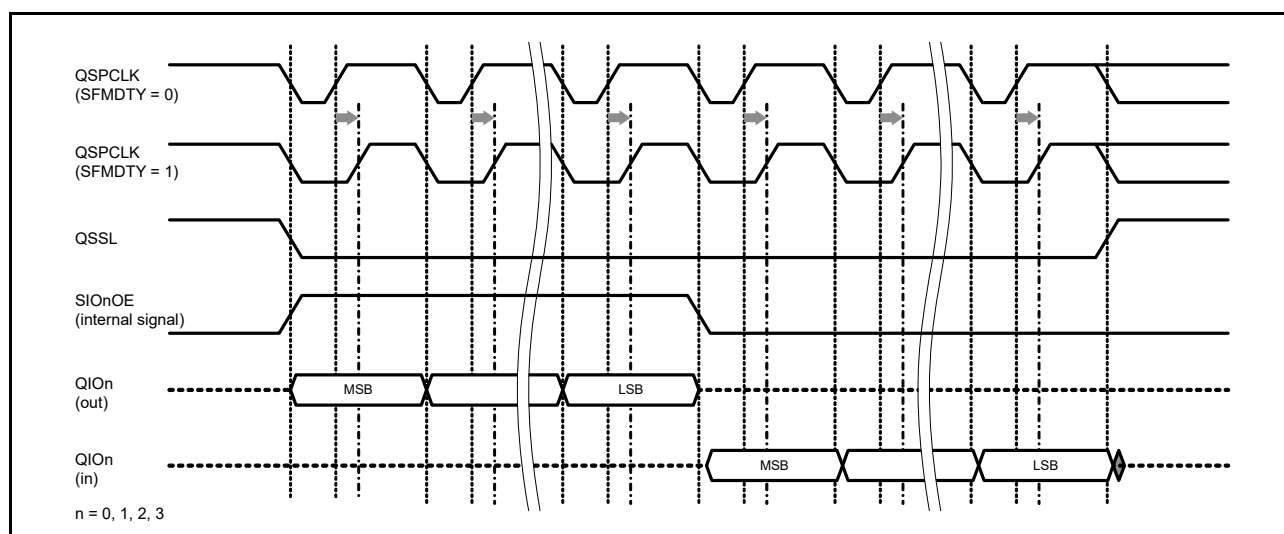 QSPCLK
(SFMDTY = 0)
QSPCLK
(SFMDTY = 1)
QSSL
SIOnOE
(internal signal)
QIOn
(out)
MSB
LSB
QIOn
(in)
MSB
LSB
n = 0, 1, 2, 3